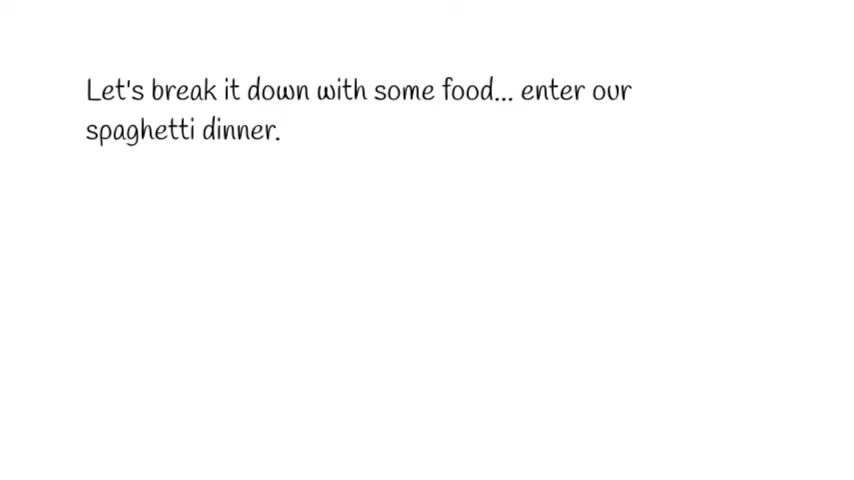 Let's break it down with some food... enter our
spaghetti dinner.